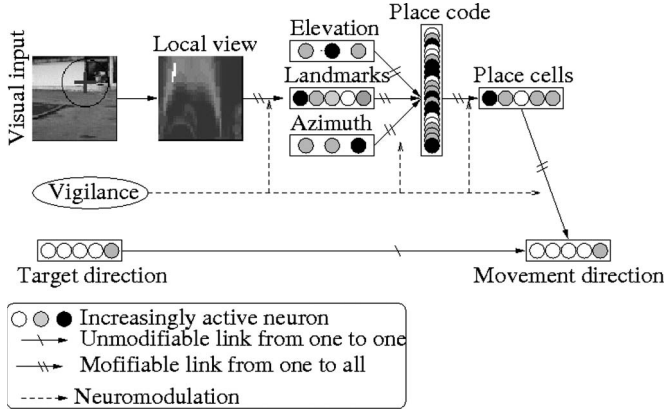 Place code
Elevation
Local view
Visual input
Landmarks
Place cells
Azimuth
Vigilance
Target direction
Movement direction
Increasingly active neuron
Unmodifiable link from one to one
Mofifiable link from one to all
Neuromodulation